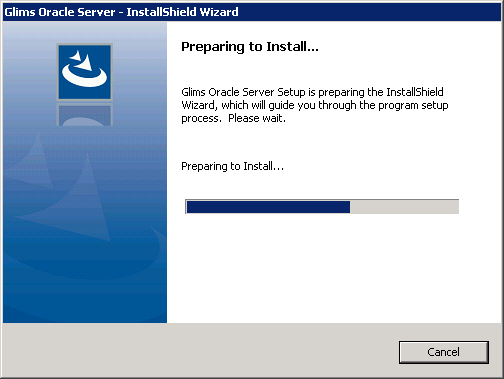 Glims Oracle Server - InstallShield Wizard
Preparing to Install...
Glims Oracle Server Setup is preparing the InstallShield
Wizard, which will guide you through the program setup
process. Please wait.
Preparing to Install...
Cancel